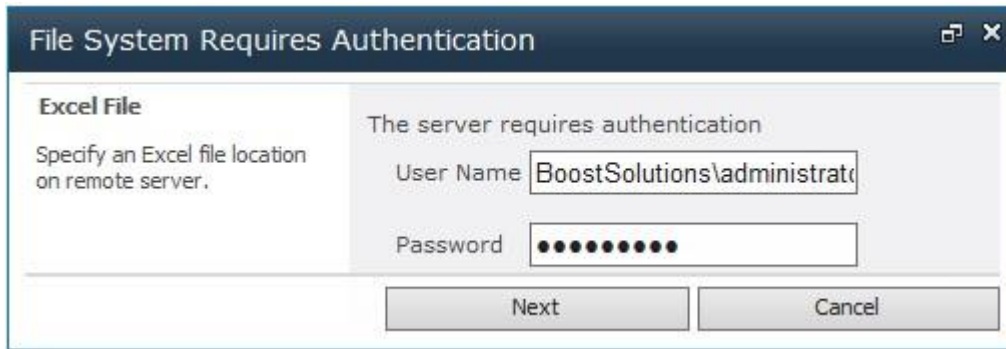 File System Requires Authentication
Excel File
Specify an Excel file location
on remote server.
The server requires authentication
User Name BoostSolutions\administrato
Password ●●●●●●●●●
Next Cancel